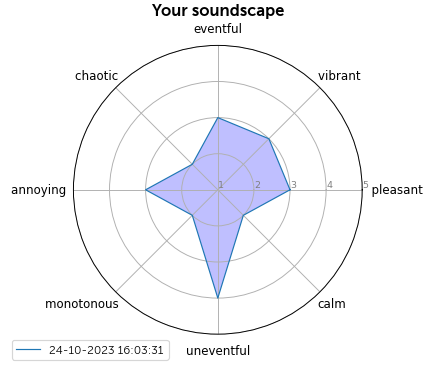 Your soundscape
eventful
chaotic
vibrant
annoying
1 2 3 4 5
pleasant
monotonous
calm
uneventful
24-10-2023 16:03:31